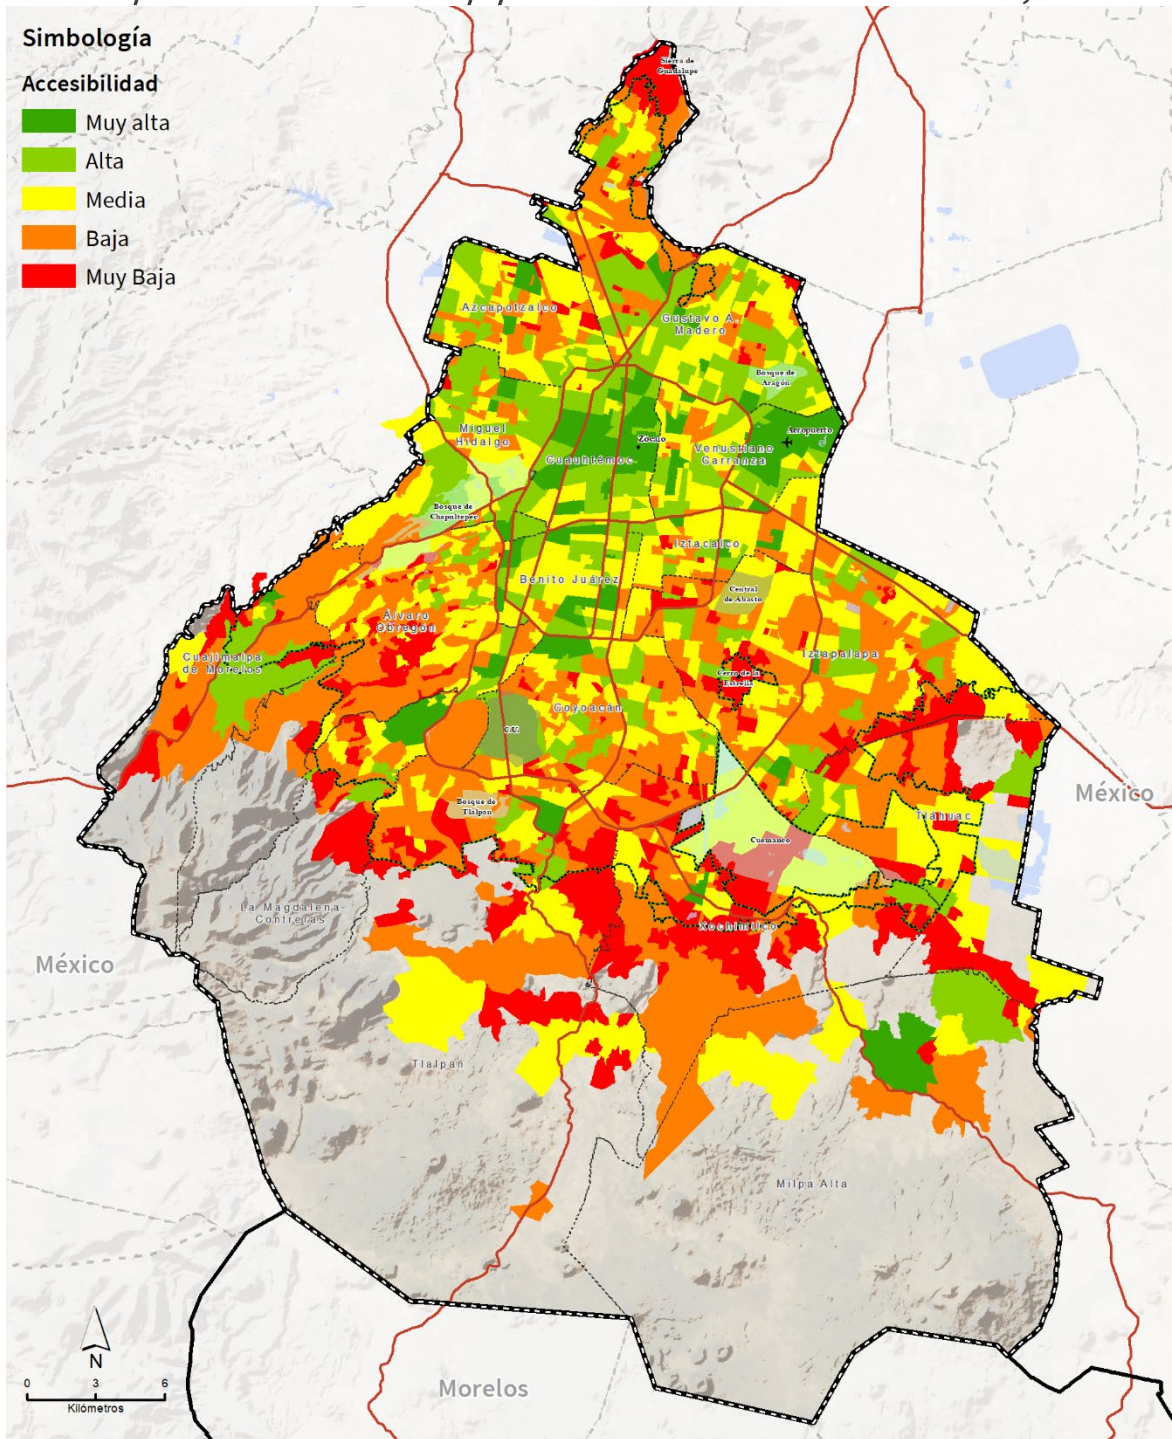 Simbología
Accesibilidad
Muy alta
Alta
Media
Baja
Muy Baja
Sierra de
Guadalupe
Azcapotzalco
Gustavo A.
Madero
Bosque de
Aragón
Miguel
Hidalgo
Zócalo
Aeropuerto
Cuauhtémoc
Venustiano
Carranza
Bosque de
Chapultepec
Iztacalco
Benito Juárez
Central
de Abasto
Álvaro
Obregón
Cuajimalpa
de Morelos
Iztapalapa
Cerro de la
Estrella
Coyoacán
C.U.
México
Bosque de
Tlalpan
Tláhuac
Cuemanco
La Magdalena
Contreras
Xochimilco
México
Tlalpan
Milpa Alta
N
0 3 6
Kilómetros
Morelos